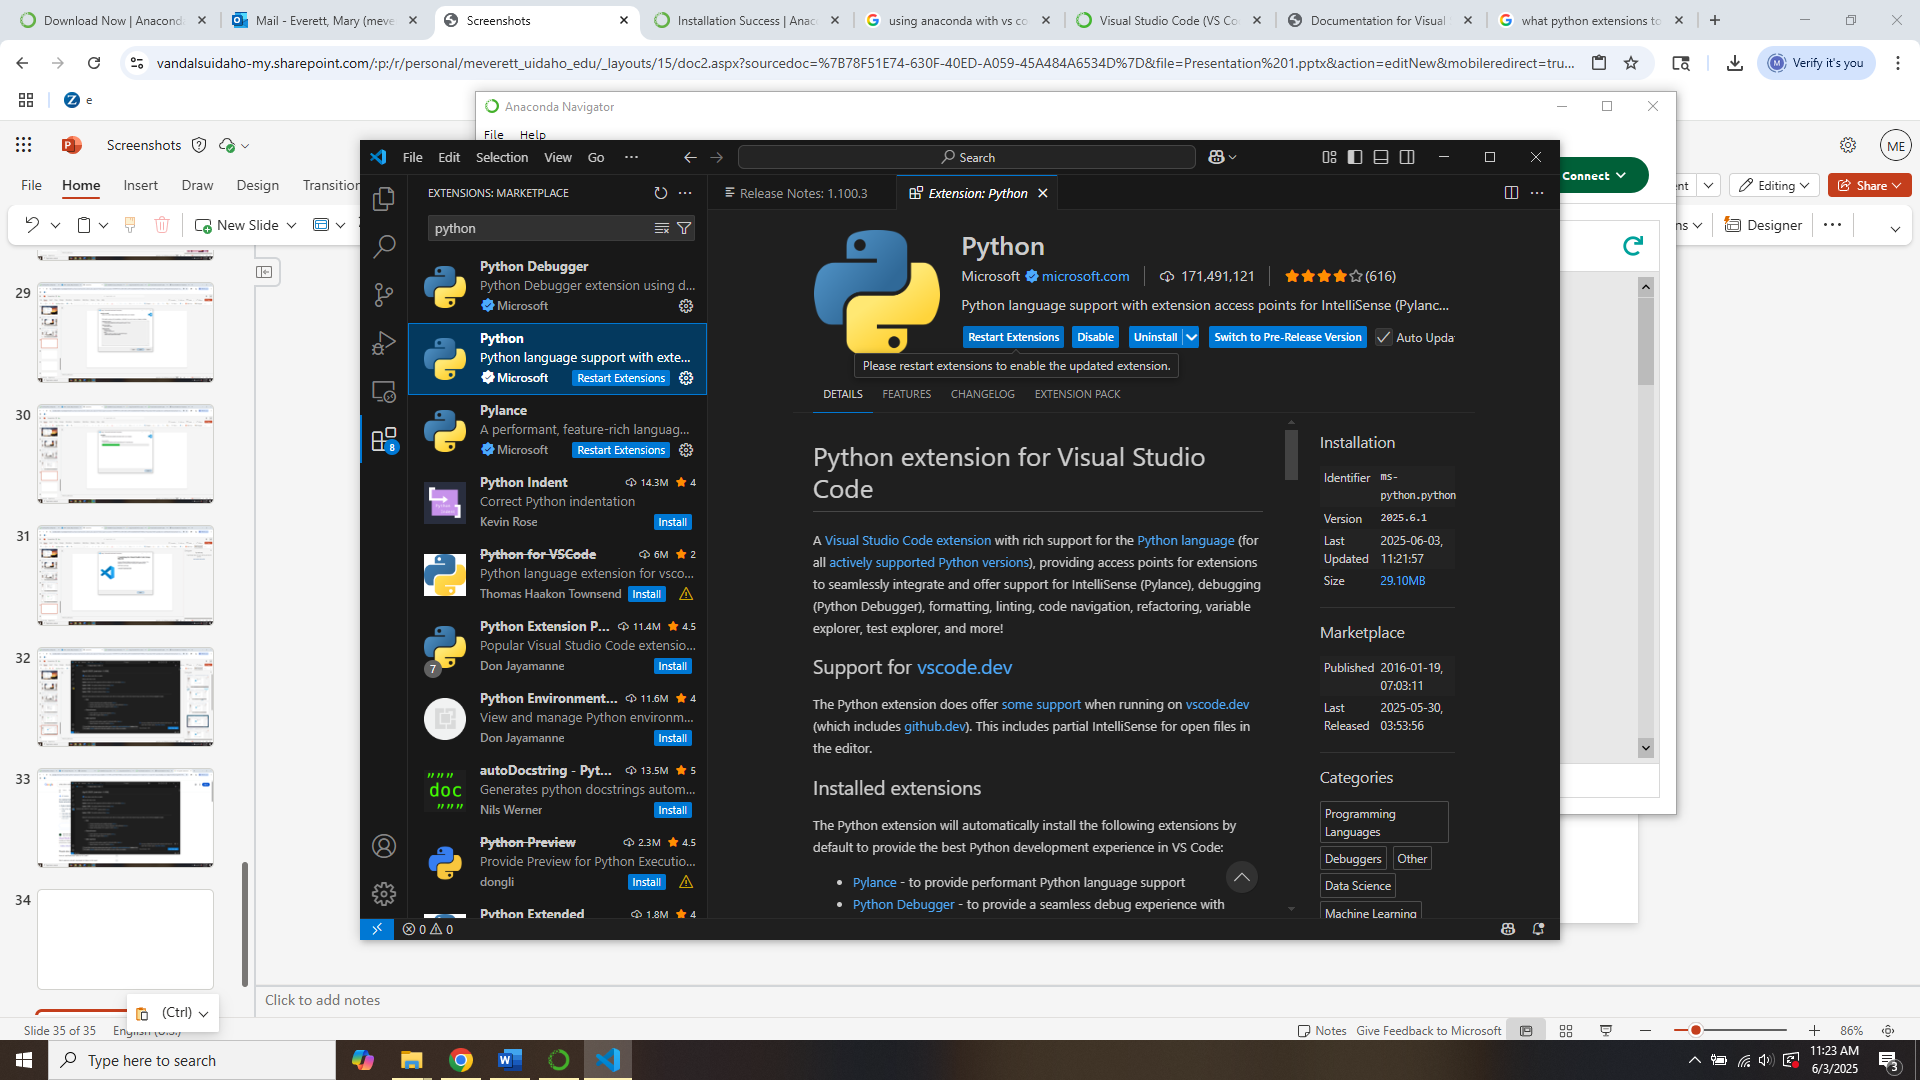 Download Now | Anacond
Mail - Everett, Mary (meve
Screenshots
Installation Success | Anac
using anaconda with vs co
Visual Studio Code (VS Co
Documentation for Visual
what python extensions to
vandalsuidaho-my.sharepoint.com/:p:/r/personal/meverett_uidaho_edu/_layouts/15/doc2.aspx?sourcedoc=%7B78F51E74-630F-40ED-A059-45A484A6534D%7D&file=Presentation%201.pptx&action=editNew&mobileredirect=tru...
Verify it's you
e
Anaconda Navigator
File Help
Connect
Screenshots
ME
File Home Insert Draw Design Transition
Editing
Share
New Slide
Designer
File Edit Selection View Go
Search
EXTENSIONS: MARKETPLACE
Release Notes: 1.100.3
Extension: Python
python
Python Debugger
Python Debugger extension using d...
Microsoft
Python
Python language support with exte...
Microsoft Restart Extensions
Pylance
A performant, feature-rich languag...
Microsoft Restart Extensions
Python Indent 14.3M 4
Correct Python indentation
Kevin Rose Install
Python for VSCode 6M 2
Python language extension for vsco...
Thomas Haakon Townsend Install
Python Extension P... 11.4M 4.5
Popular Visual Studio Code extensio...
7
Don Jayamanne Install
Python Environment... 11.6M 4
View and manage Python environm...
Don Jayamanne Install
autoDocstring - Pyt... 13.5M 5
Generates python docstrings autom...
Nils Werner Install
""" doc """
Python Preview 2.3M 4.5
Provide Preview for Python Executio...
dongli Install
Python Extended 1.8M 4
8
Python
Microsoft microsoft.com 171,491,121 (616)
Python language support with extension access points for IntelliSense (Pylanc...
Restart Extensions Disable Uninstall Switch to Pre-Release Version Auto Upda
Please restart extensions to enable the updated extension.
DETAILS FEATURES CHANGELOG EXTENSION PACK
Python extension for Visual Studio
Code
A Visual Studio Code extension with rich support for the Python language (for
all actively supported Python versions), providing access points for extensions
to seamlessly integrate and offer support for IntelliSense (Pylance), debugging
(Python Debugger), formatting, linting, code navigation, refactoring, variable
explorer, test explorer, and more!
Support for vscode.dev
The Python extension does offer some support when running on vscode.dev
(which includes github.dev). This includes partial IntelliSense for open files in
the editor.
Installed extensions
The Python extension will automatically install the following extensions by
default to provide the best Python development experience in VS Code:
• Pylance - to provide performant Python language support
• Python Debugger - to provide a seamless debug experience with
Installation
Identifier ms-
python.python
Version 2025.6.1
Last 2025-06-03,
Updated 11:21:57
Size 29.10MB
Marketplace
Published 2016-01-19,
07:03:11
Last 2025-05-30,
Released 03:53:56
Categories
Programming
Languages
Debuggers Other
Data Science
Machine Learning
0 0
29
30
31
32
33
34
(Ctrl)
Click to add notes
Slide 35 of 35 English (U.S.)
Notes Give Feedback to Microsoft 86%
Type here to search
11:23 AM
6/3/2025
3